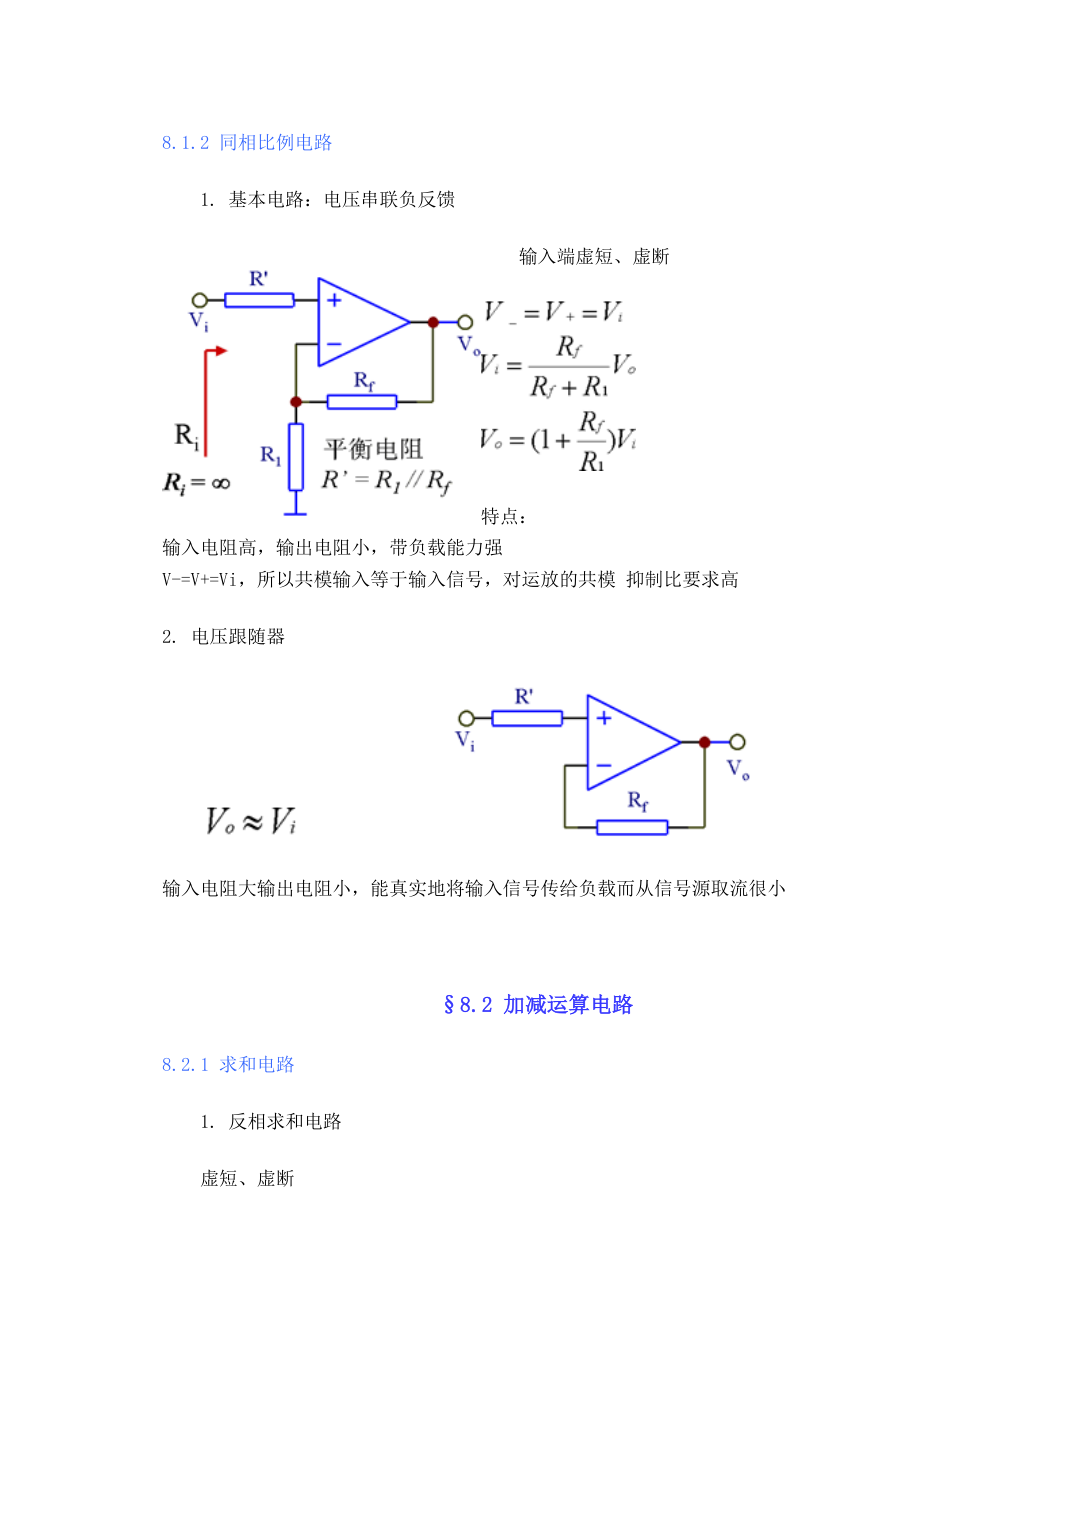 8.1.2 同相比例电路
1. 基本电路：电压串联负反馈
输入端虚短、虚断
R'
+
−
Vi
Vo
V_ = V+ = Vi
Vi = Rf / (Rf + R1) Vo
Rf
Vo = (1 + Rf / R1)Vi
Ri
R1
平衡电阻
Ri = ∞
R’ = R1 // Rf
特点：
输入电阻高，输出电阻小，带负载能力强
V-=V+=Vi，所以共模输入等于输入信号，对运放的共模 抑制比要求高
2. 电压跟随器
R'
+
−
Vi
Vo
Rf
Vo ≈ Vi
输入电阻大输出电阻小，能真实地将输入信号传给负载而从信号源取流很小
§8.2 加减运算电路
8.2.1 求和电路
1. 反相求和电路
虚短、虚断